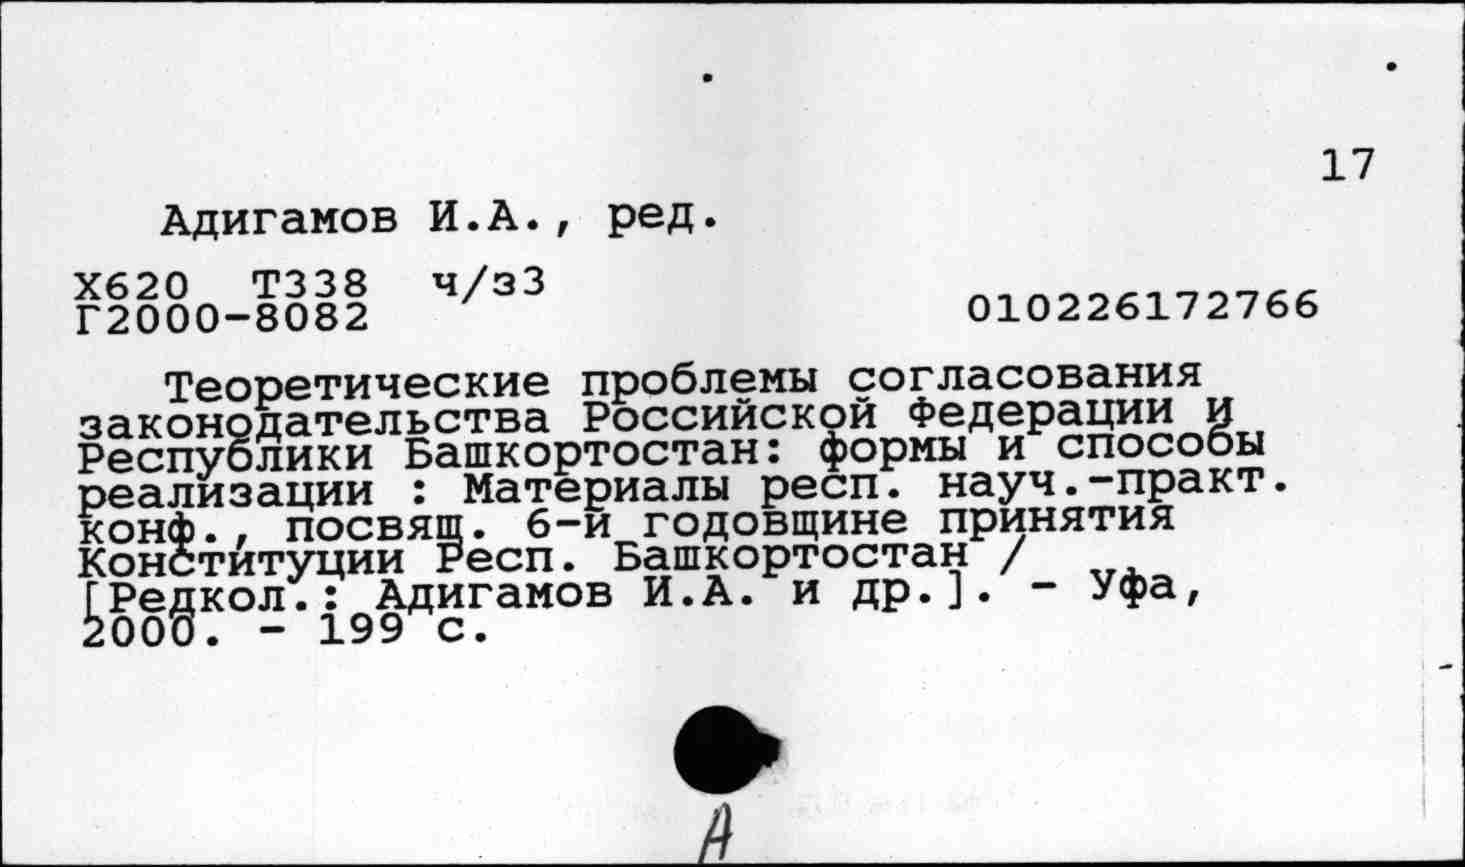 17
Адигамов И.А., ред.
Х620 Т338 ч/з3
Г2000-8082
010226172766
Теоретические проблемы согласования
законодательства Российской Федерации и
Республики Башкортостан: формы и способы
реализации : Материалы респ. науч.-практ.
конф., посвящ. 6-й годовщине принятия
Конституции Респ. Башкортостан /
[Редкол.: Адигамов И.А. и др.]. - Уфа,
2000. - 199 с.
А